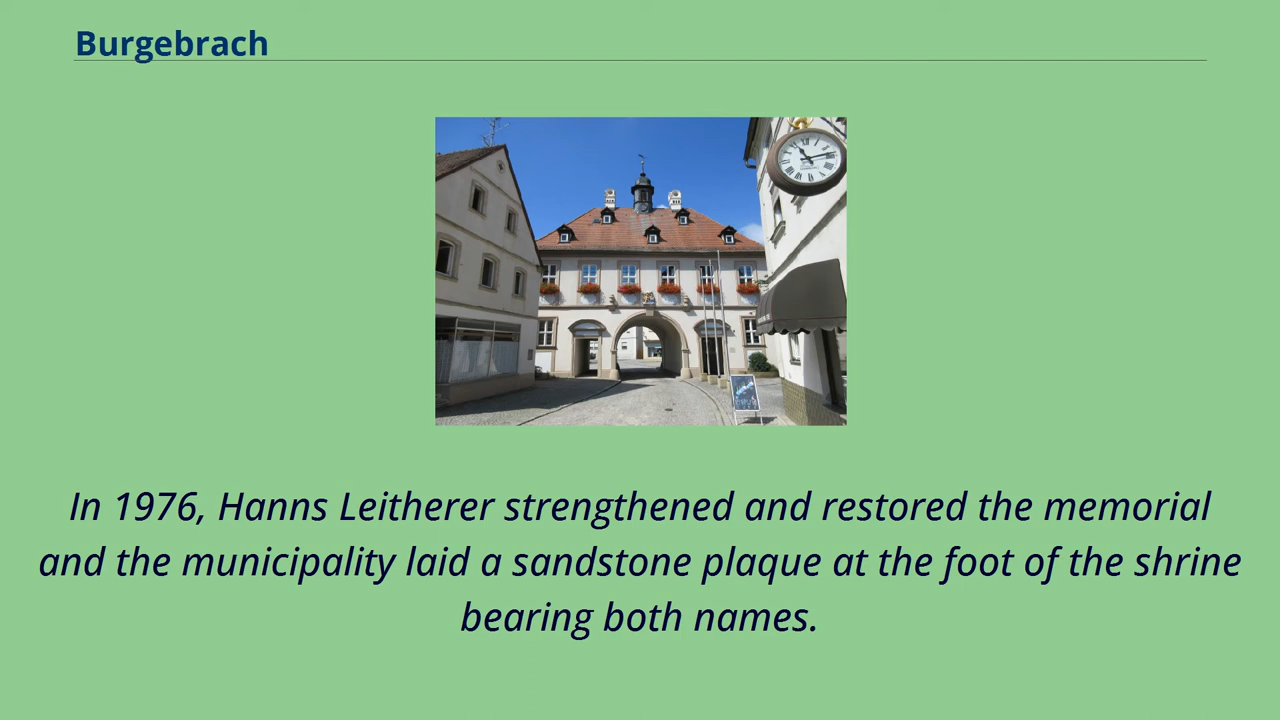 Burgebrach
In 1976, Hanns Leitherer strengthened and restored the memorial
and the municipality laid a sandstone plaque at the foot of the shrine
bearing both names.